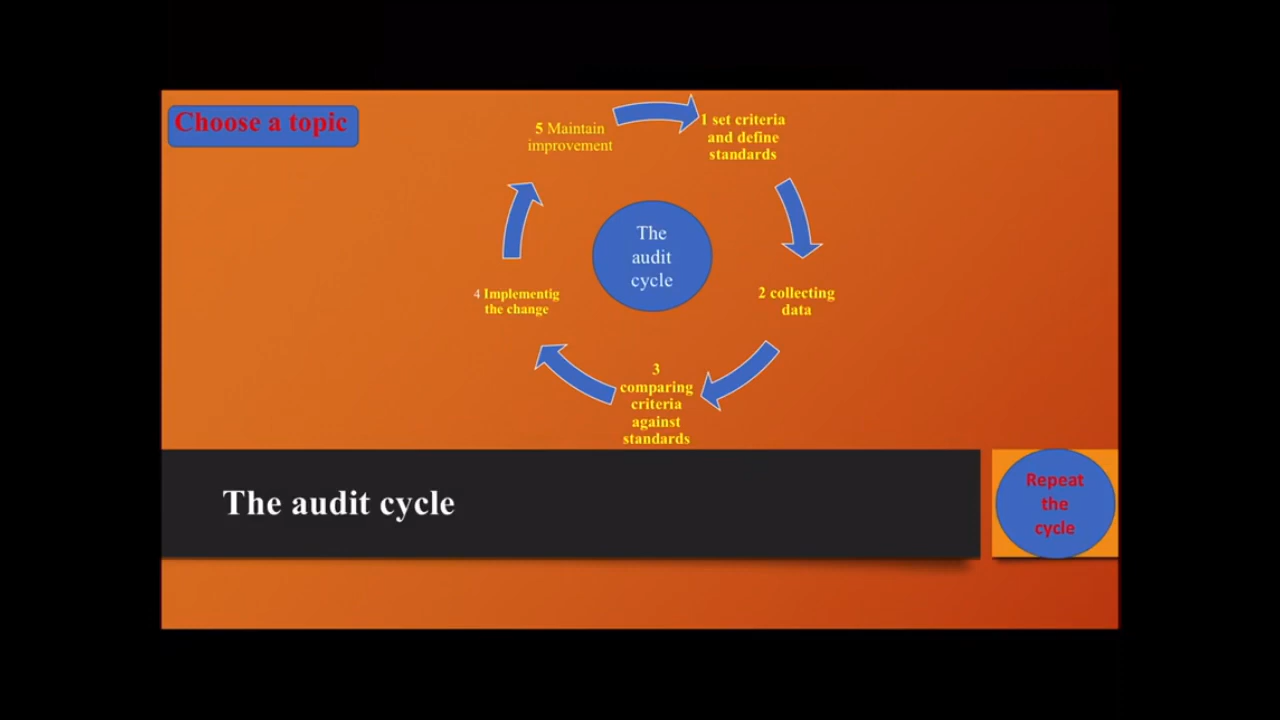 Choose a topic
5 Maintain
improvement
1 set criteria
and define
standards
The
audit
cycle
4 Implementig
the change
2 collecting
data
3
comparing
criteria
against
standards
The audit cycle
Repeat
the
cycle